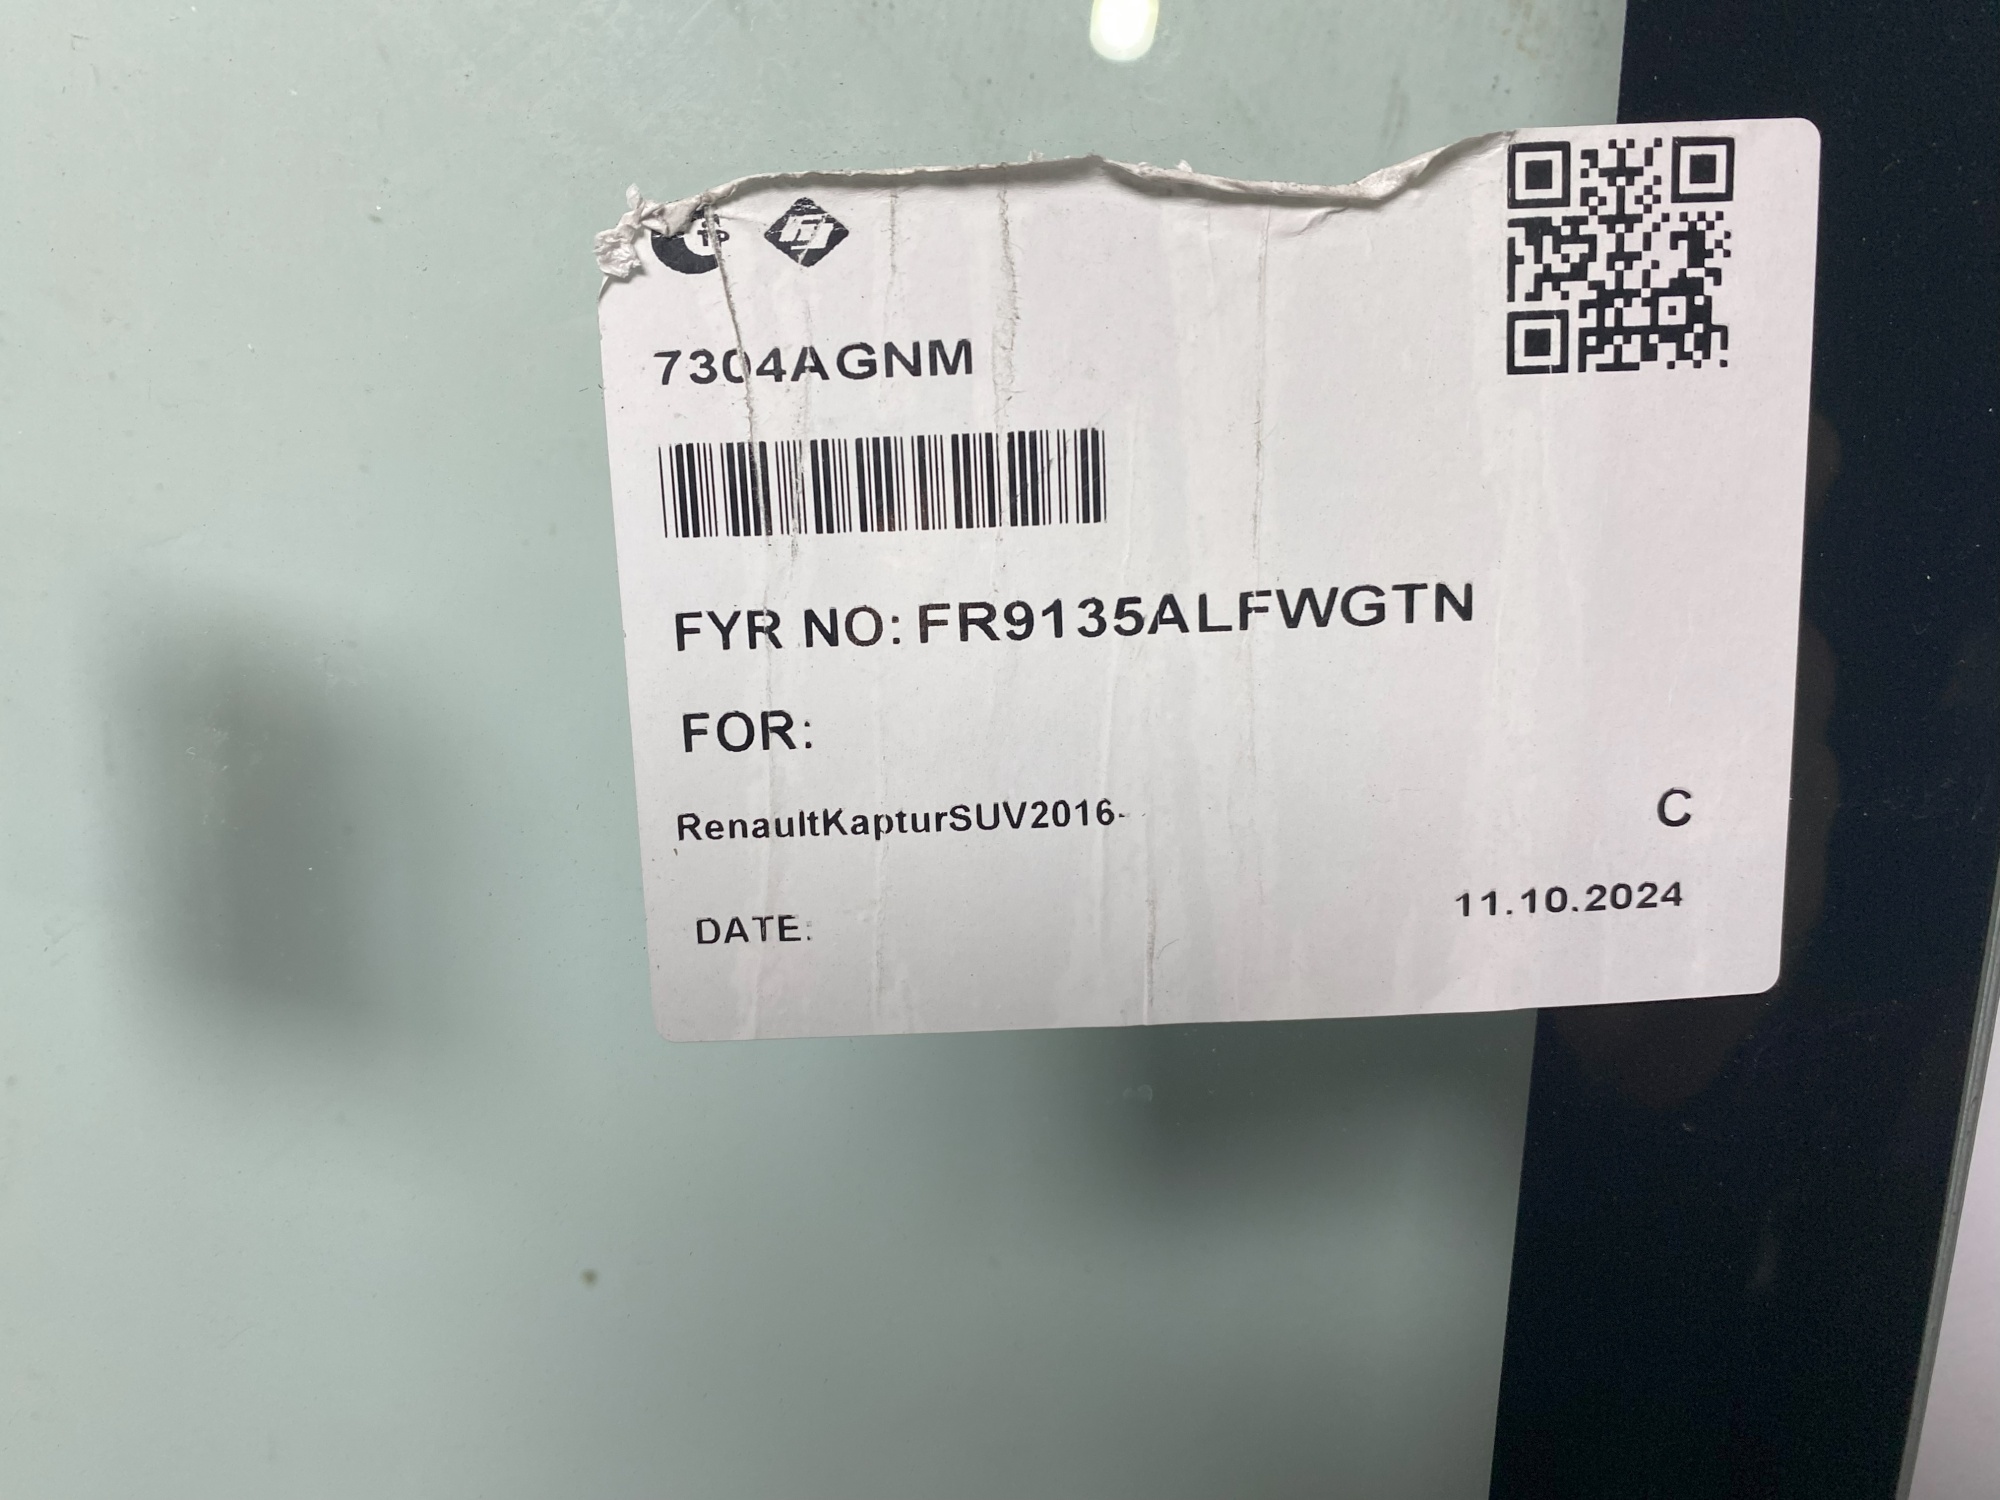 7304AGNM
FYR NO: FR9135ALFWGTN
FOR:
RenaultKapturSUV2016-
C
11.10.2024
DATE: